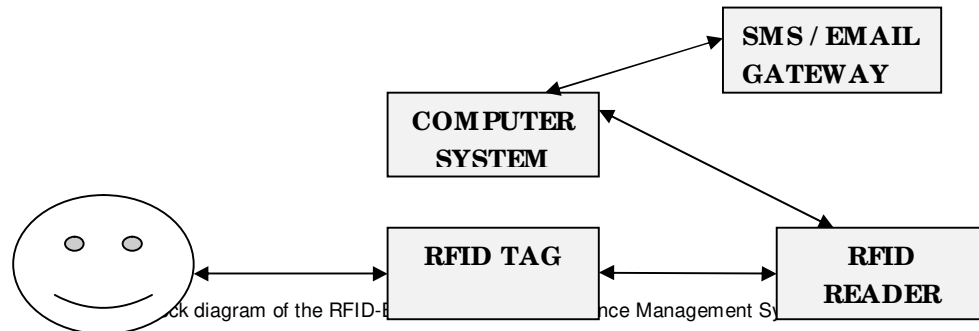 SMS / EMAIL
GATEWAY
COMPUTER
SYSTEM
RFID TAG
RFID
READER
ck diagram of the RFID- nce Management Sy